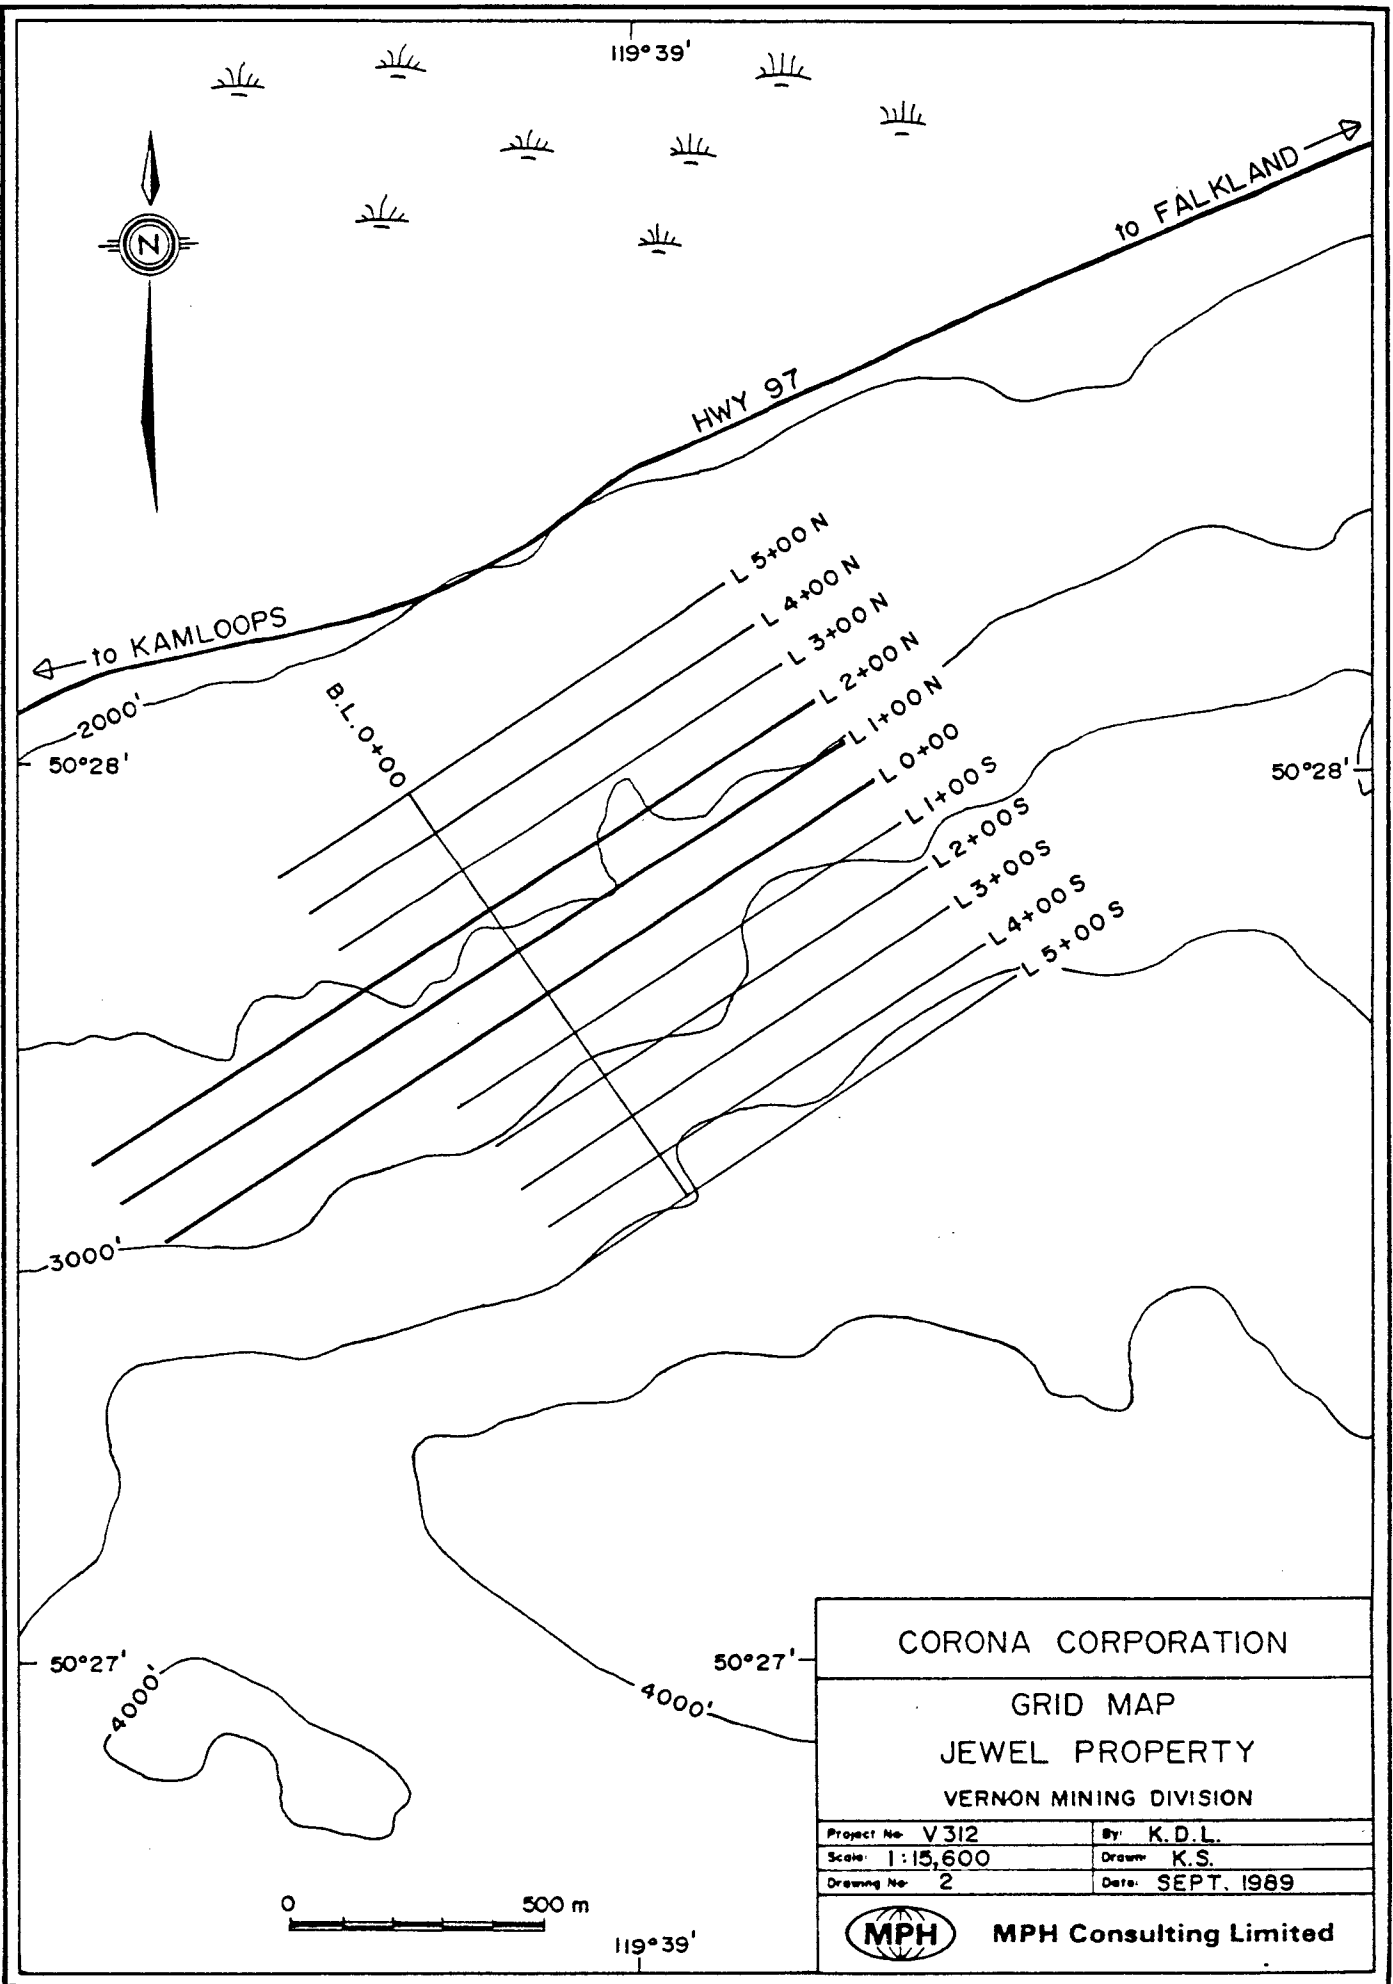 119°39'
N
to FALKLAND
HWY 97
to KAMLOOPS
2000'
50°28'
50°28'
B.L.0+00
L 5+00 N
L 4+00 N
L 3+00 N
L 2+00 N
L 1+00 N
L 0+00
L 1+00 S
L 2+00 S
L 3+00 S
L 4+00 S
L 5+00 S
3000'
50°27'
50°27'
4000'
4000'
0 500 m
119°39'
CORONA CORPORATION
GRID MAP
JEWEL PROPERTY
VERNON MINING DIVISION
Project No V 312 By: K.D.L.
Scale: 1:15,600 Drawn K.S.
Drawing No 2 Date: SEPT. 1989
MPH MPH Consulting Limited